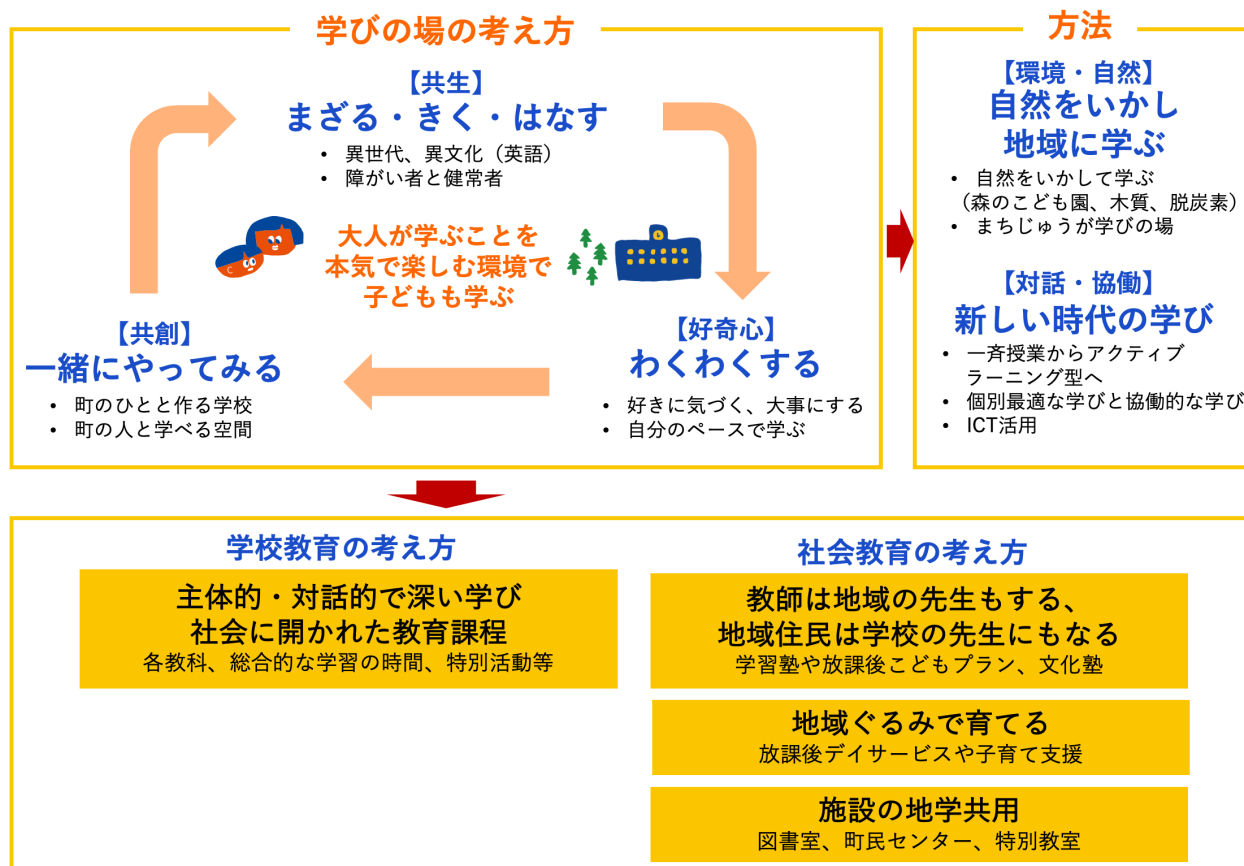 学びの場の考え方
【共生】
まざる・きく・はなす
• 異世代、異文化（英語）
• 障がい者と健常者
大人が学ぶことを
本気で楽しむ環境で
子どもも学ぶ
【共創】
一緒にやってみる
• 町のひとと作る学校
• 町の人と学べる空間
【好奇心】
わくわくする
• 好きに気づく、大事にする
• 自分のペースで学ぶ
方法
【環境・自然】
自然をいかし
地域に学ぶ
• 自然をいかして学ぶ
（森のこども園、木質、脱炭素）
• まちじゅうが学びの場
【対話・協働】
新しい時代の学び
• 一斉授業からアクティブ
ラーニング型へ
• 個別最適な学びと協働的な学び
• ICT活用
学校教育の考え方
主体的・対話的で深い学び
社会に開かれた教育課程
各教科、総合的な学習の時間、特別活動等
社会教育の考え方
教師は地域の先生もする、
地域住民は学校の先生にもなる
学習塾や放課後こどもプラン、文化塾
地域ぐるみで育てる
放課後デイサービスや子育て支援
施設の地学共用
図書室、町民センター、特別教室